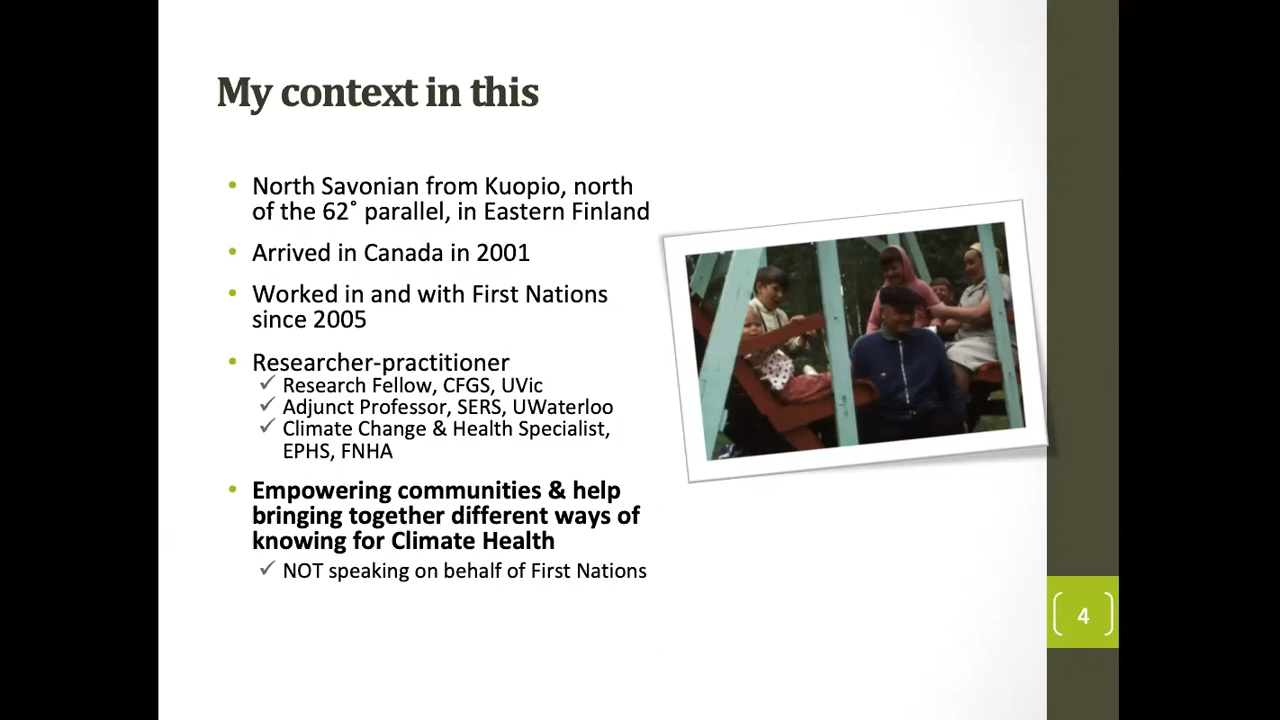 My context in this
• North Savonian from Kuopio, north
of the 62˚ parallel, in Eastern Finland
• Arrived in Canada in 2001
• Worked in and with First Nations
since 2005
• Researcher-practitioner
✓ Research Fellow, CFGS, UVic
✓ Adjunct Professor, SERS, UWaterloo
✓ Climate Change & Health Specialist,
EPHS, FNHA
• Empowering communities & help
bringing together different ways of
knowing for Climate Health
✓ NOT speaking on behalf of First Nations
4